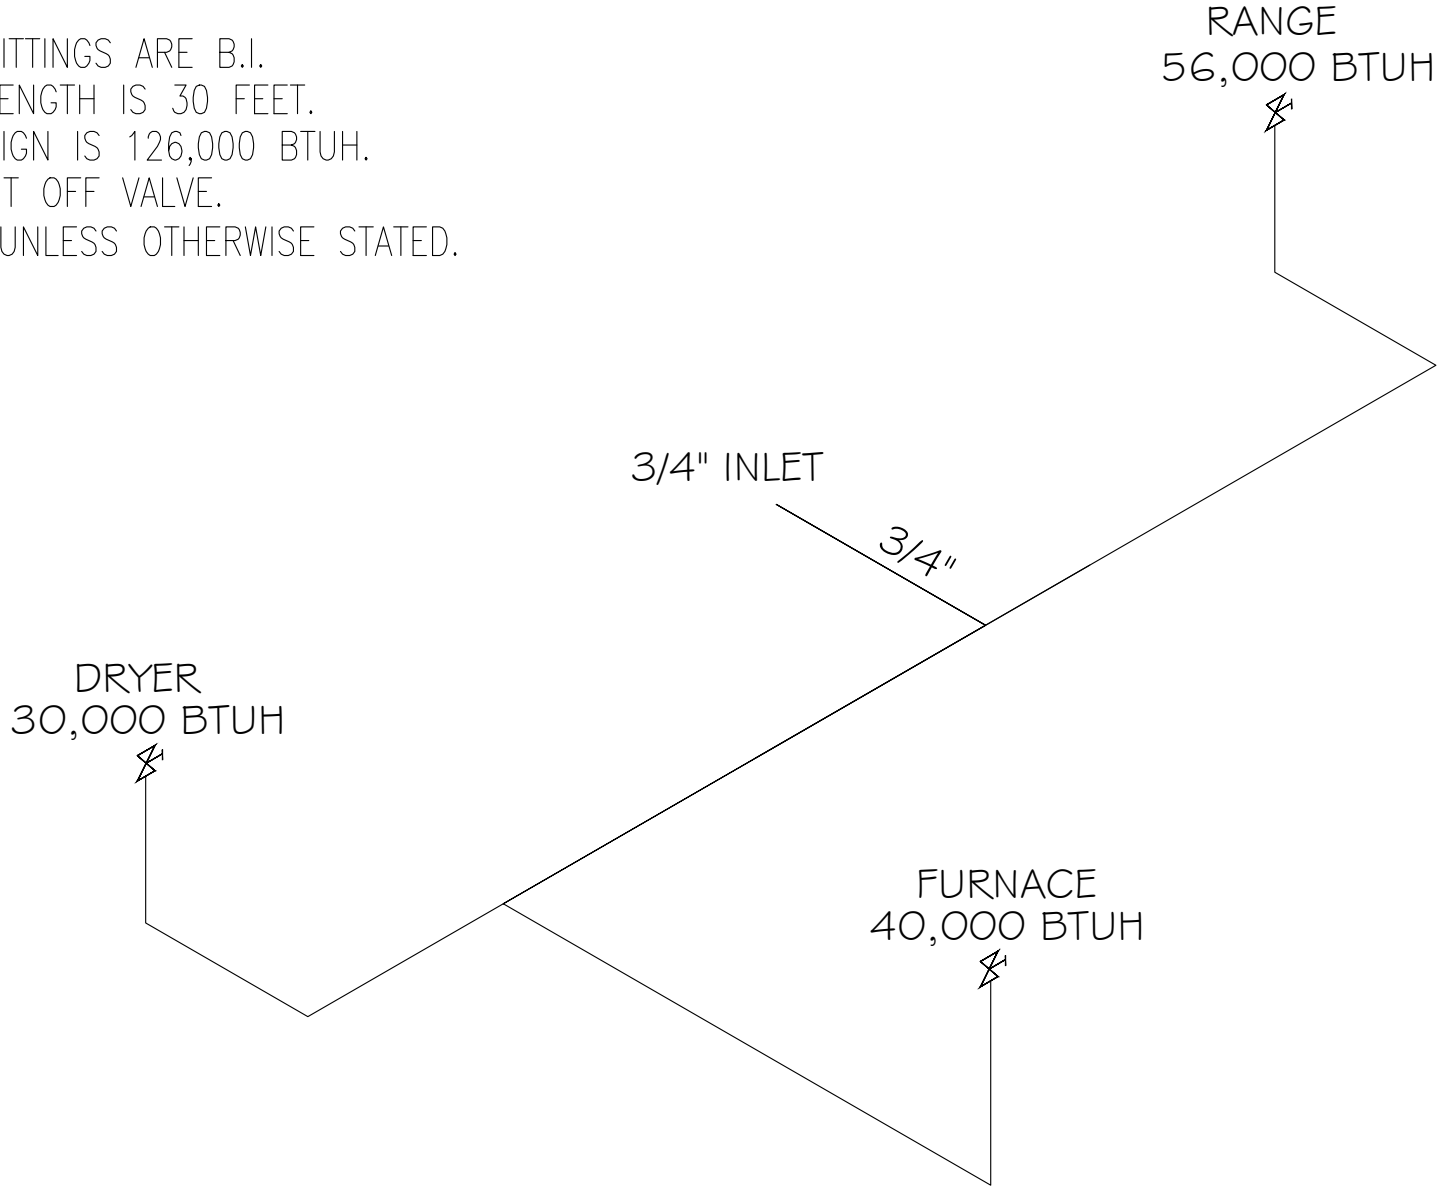 ITTINGS ARE B.I.
ENGTH IS 30 FEET.
IGN IS 126,000 BTUH.
T OFF VALVE.
UNLESS OTHERWISE STATED.
RANGE
56,000 BTUH
3/4" INLET
3/4"
DRYER
30,000 BTUH
FURNACE
40,000 BTUH